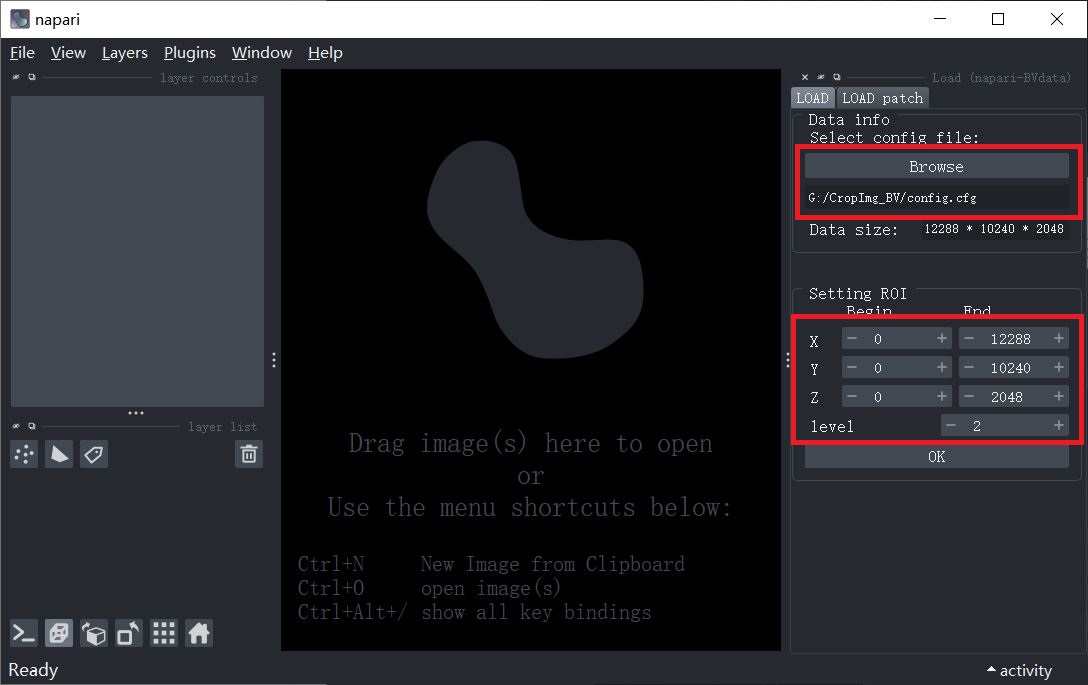 napari
File View Layers Plugins Window Help
layer controls
Load (napari-BVdata)
LOAD LOAD patch
Data info
Select config file:
Browse
G:/CropImg_BV/config.cfg
Data size: 12288 * 10240 * 2048
Setting ROI
Begin End
X - 0 + - 12288 +
Y - 0 + - 10240 +
Z - 0 + - 2048 +
level - 2 +
OK
layer list
Drag image(s) here to open
or
Use the menu shortcuts below:
Ctrl+N New Image from Clipboard
Ctrl+O open image(s)
Ctrl+Alt+/ show all key bindings
Ready
activity